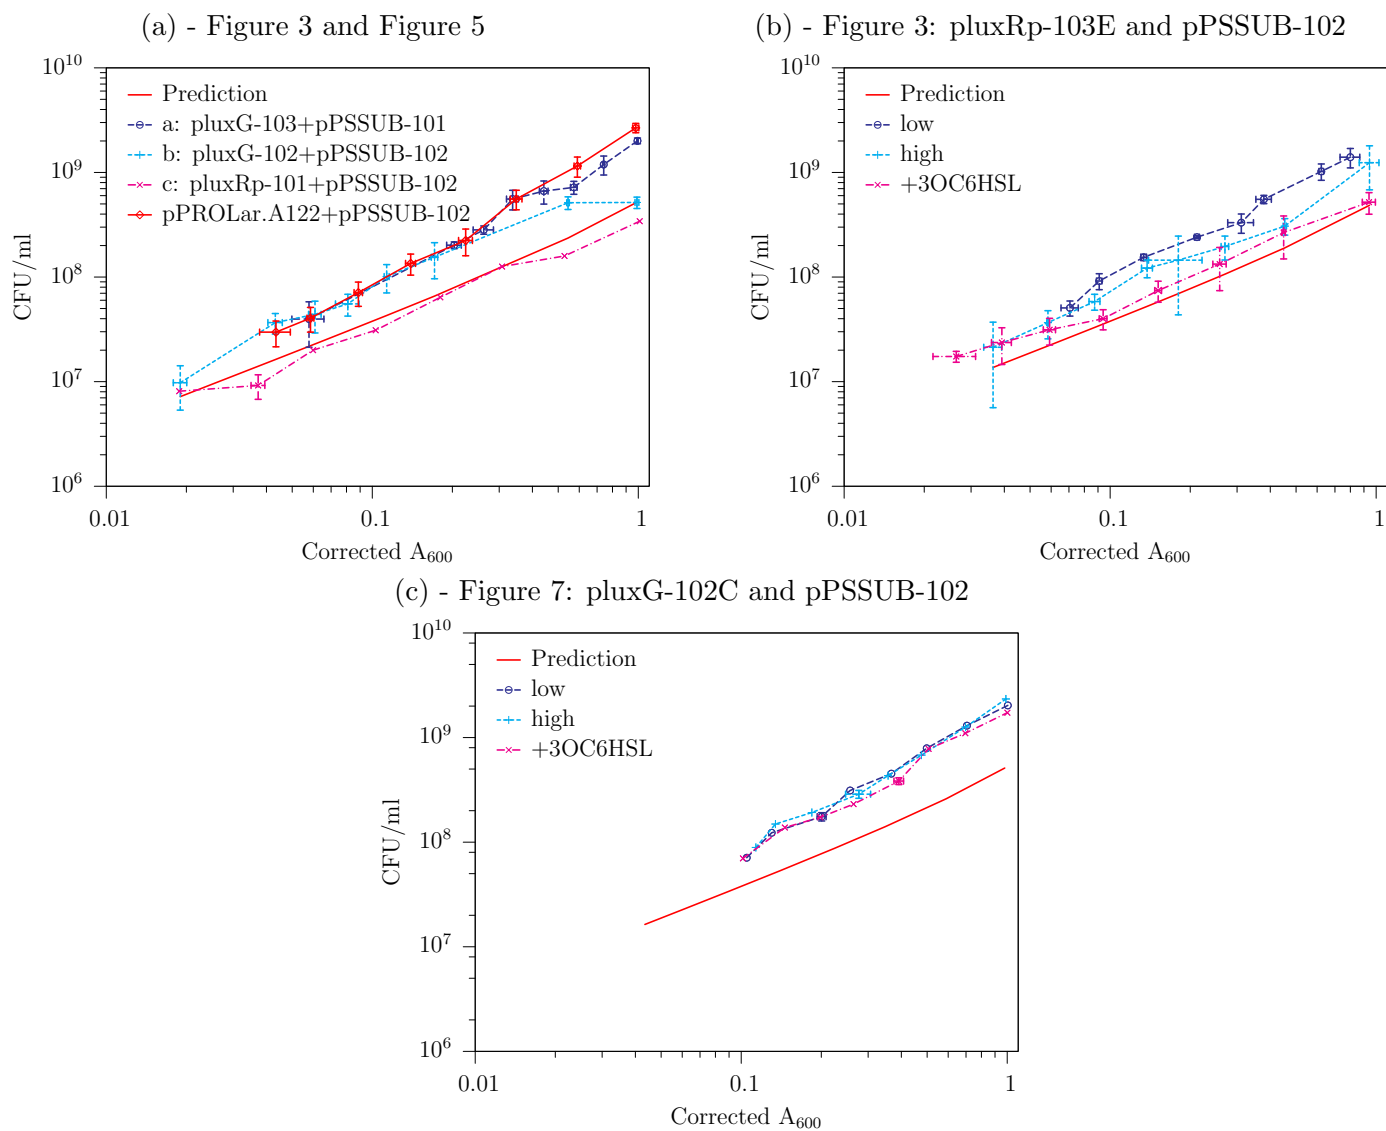 (a) - Figure 3 and Figure 5
10^10
10^9
10^8
10^7
10^6
CFU/ml
Prediction
a: pluxG-103+pPSSUB-101
b: pluxG-102+pPSSUB-102
c: pluxRp-101+pPSSUB-102
pPROLar.A122+pPSSUB-102
0.01
0.1
1
Corrected A600
(b) - Figure 3: pluxRp-103E and pPSSUB-102
10^10
10^9
10^8
10^7
10^6
CFU/ml
Prediction
low
high
+3OC6HSL
0.01
0.1
1
Corrected A600
(c) - Figure 7: pluxG-102C and pPSSUB-102
10^10
10^9
10^8
10^7
10^6
CFU/ml
Prediction
low
high
+3OC6HSL
0.01
0.1
1
Corrected A600